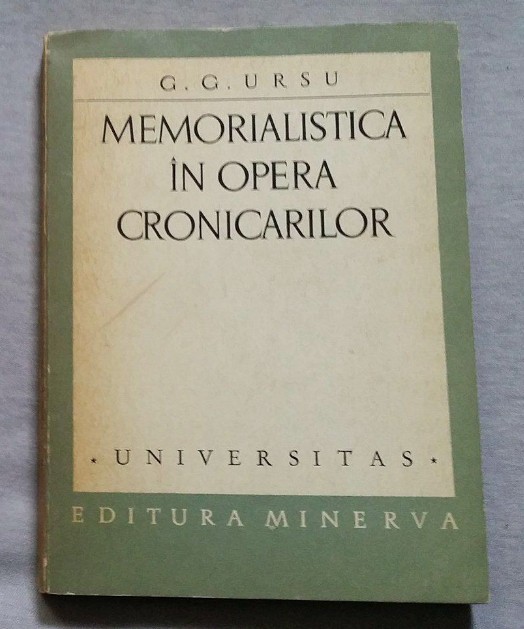 G. G. URSU
MEMORIALISTICA
ÎN OPERA
CRONICARILOR
* UNIVERSITAS *
EDITURA MINERVA